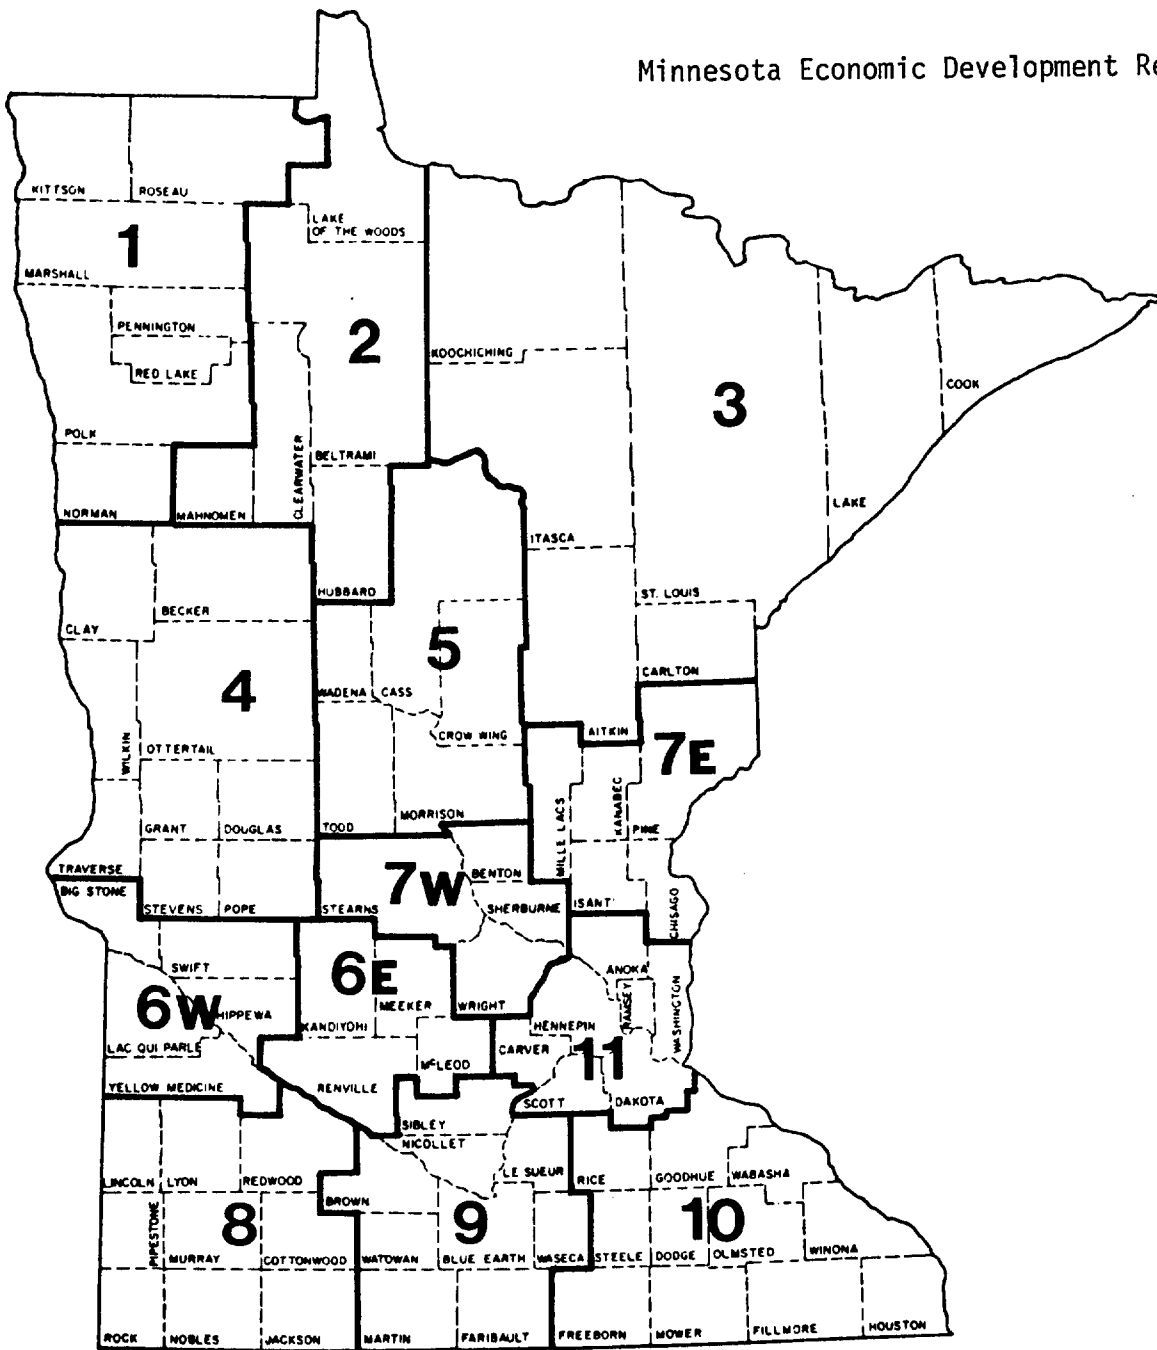 Minnesota Economic Development Re
KITTSON
ROSEAU
LAKE
OF THE WOODS
1
MARSHALL
PENNINGTON
2
RED LAKE
KOOCHICHING
3
COOK
POLK
CLEARWATER
BELTRAMI
LAKE
NORMAN
MAHNOMEN
ITASCA
HUBBARD
ST. LOUIS
BECKER
CLAY
5
CARLTON
4
WADENA
CASS
AITKIN
CROW WING
7E
WILKIN
OTTERTAIL
MILLE LACS
KANABEC
PINE
GRANT
DOUGLAS
TODD
MORRISON
TRAVERSE
BIG STONE
7W
BENTON
STEVENS
POPE
STEARNS
SHERBURNE
ISANTI
CHISAGO
SWIFT
6E
ANOKA
RAMSEY
WASHINGTON
6W
HIPPEWA
MEEKER
WRIGHT
KANDIYOHI
HENNEPIN
LAC QUI PARLE
CARVER
11
MCLEOD
YELLOW MEDICINE
RENVILLE
SCOTT
DAKOTA
SIBLEY
NICOLLET
LE SUEUR
LINCOLN
LYON
REDWOOD
RICE
GOODHUE
WABASHA
BROWN
PIPESTONE
8
9
10
MURRAY
COTTONWOOD
WATOWAN
BLUE EARTH
WASECA
STEELE
DODGE
OLMSTED
WINONA
ROCK
NOBLES
JACKSON
MARTIN
FARIBAULT
FREEBORN
MOWER
FILLMORE
HOUSTON